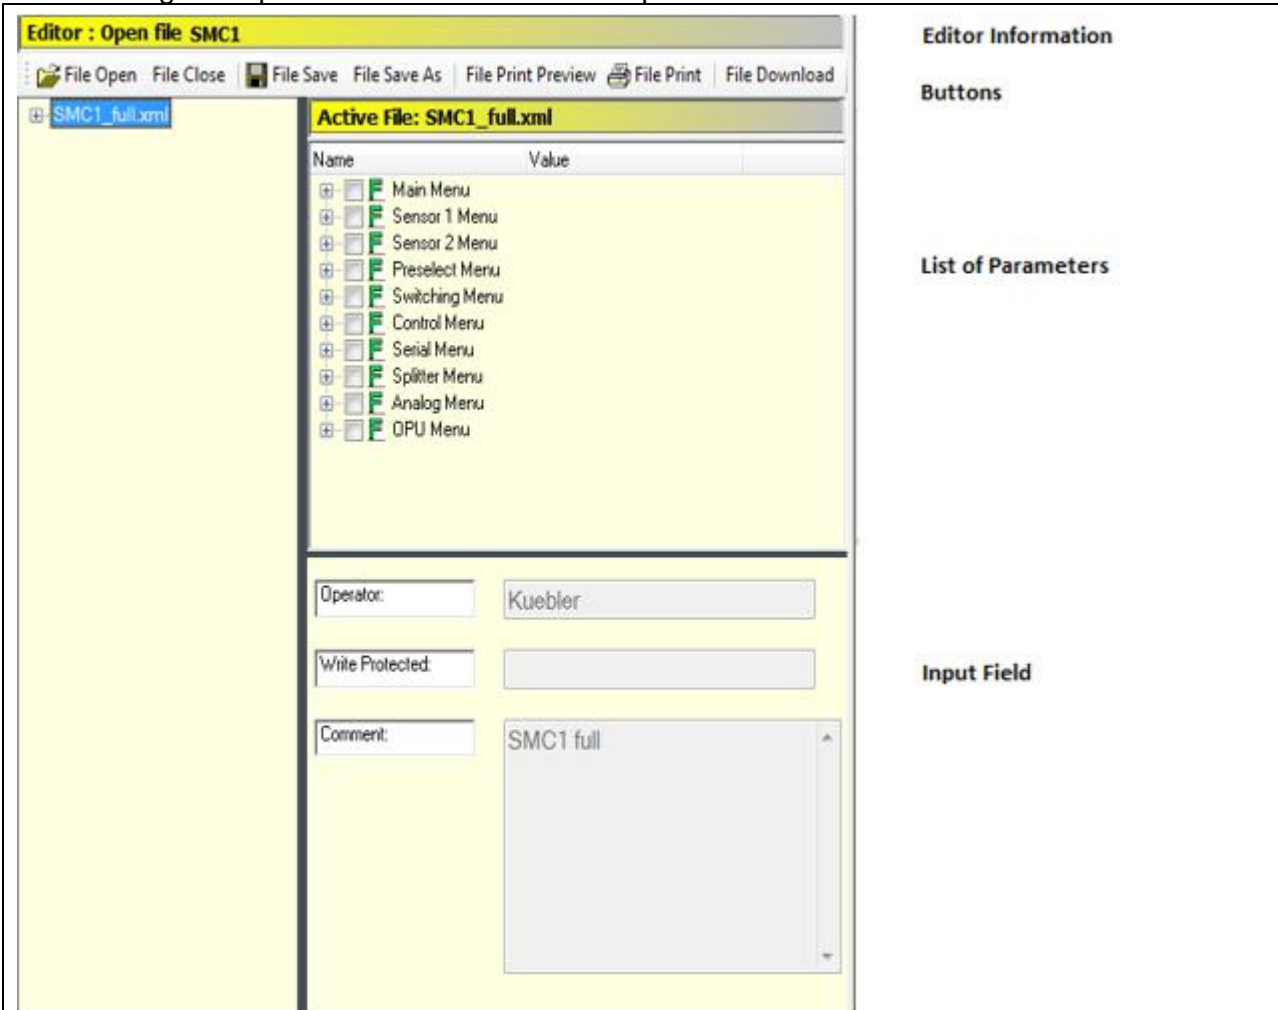 Editor : Open file SMC1
Editor Information
File Open File Close File Save File Save As File Print Preview File Print File Download
Buttons
SMC1_full.xml
Active File: SMC1_full.xml
Name Value
Main Menu
Sensor 1 Menu
Sensor 2 Menu
Preselect Menu
List of Parameters
Switching Menu
Control Menu
Serial Menu
Splitter Menu
Analog Menu
OPU Menu
Operator: Kuebler
Write Protected:
Input Field
Comment: SMC1 full